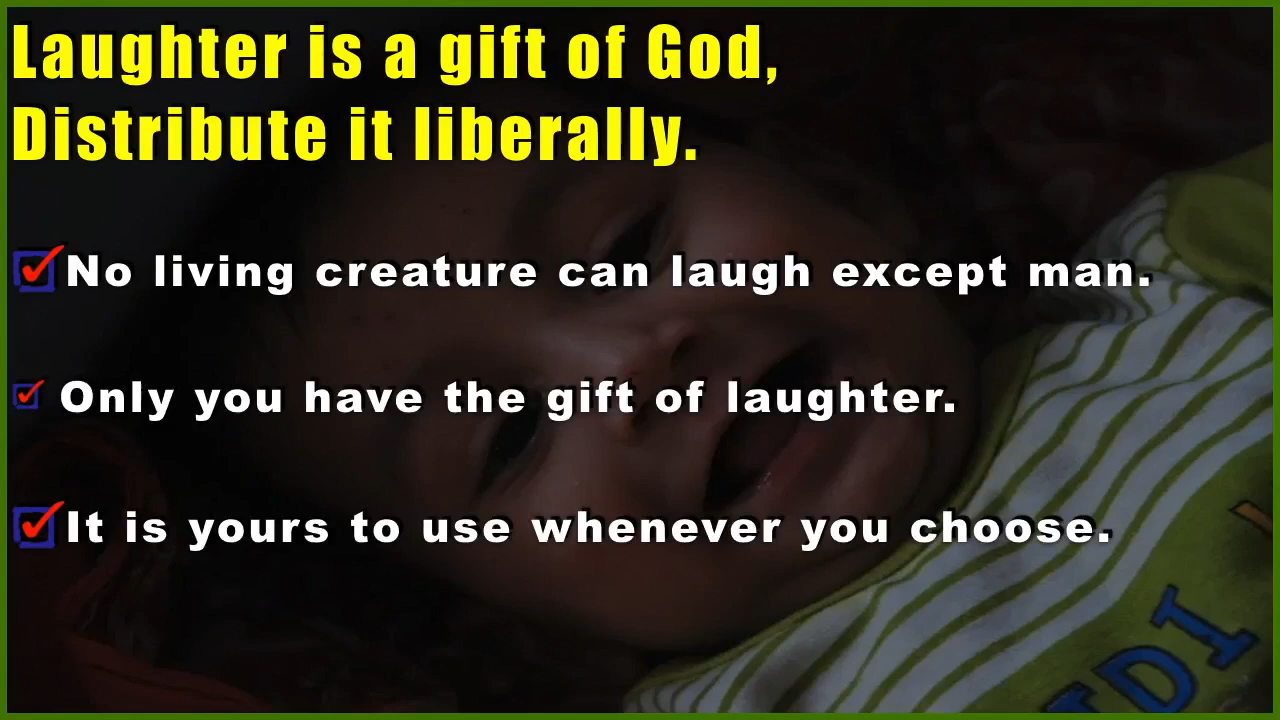 Laughter is a gift of God,
Distribute it liberally.
No living creature can laugh except man.
Only you have the gift of laughter.
It is yours to use whenever you choose.
IDI